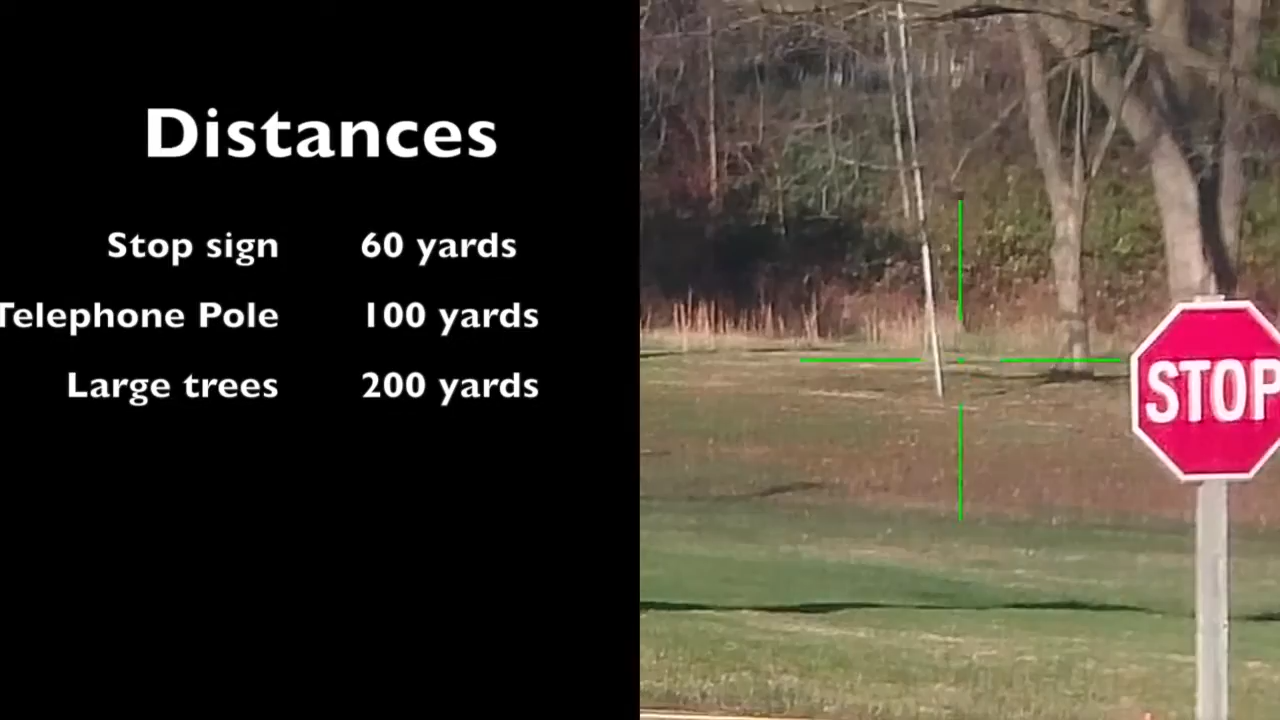 Distances
Stop sign 60 yards
Telephone Pole 100 yards
Large trees 200 yards
STOP